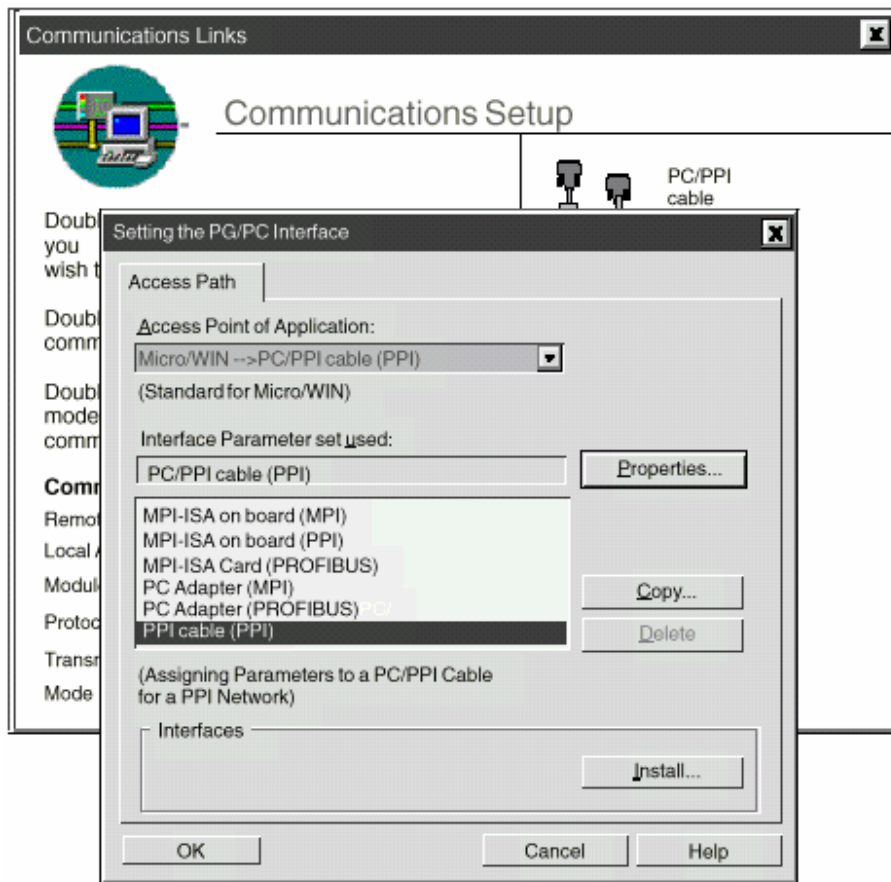 Communications Links
Communications Setup
PC/PPI
cable
Doubl
you
wish t
Doubl
comm
Doubl
mode
comm
Comm
Remot
Local A
Module
Protoc
Transm
Mode
Setting the PG/PC Interface
Access Path
Access Point of Application:
Micro/WIN -->PC/PPI cable (PPI)
(Standard for Micro/WIN)
Interface Parameter set used:
PC/PPI cable (PPI)
Properties...
MPI-ISA on board (MPI)
MPI-ISA on board (PPI)
MPI-ISA Card (PROFIBUS)
PC Adapter (MPI)
PC Adapter (PROFIBUS) PC/
PPI cable (PPI)
Copy...
Delete
(Assigning Parameters to a PC/PPI Cable
for a PPI Network)
Interfaces
Install...
OK
Cancel
Help